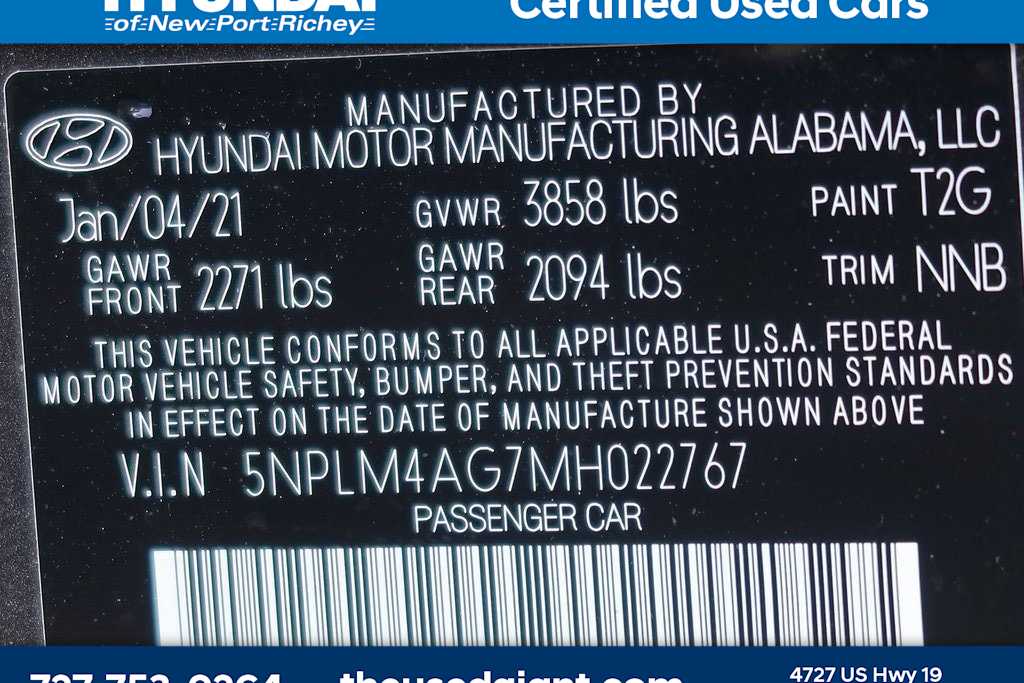 HYUNDAI
of New Port Richey
Certified Used Cars
MANUFACTURED BY
HYUNDAI MOTOR MANUFACTURING ALABAMA, LLC
Jan/04/21 GVWR 3858 lbs PAINT T2G
GAWR FRONT 2271 lbs GAWR REAR 2094 lbs TRIM NNB
THIS VEHICLE CONFORMS TO ALL APPLICABLE U.S.A. FEDERAL
MOTOR VEHICLE SAFETY, BUMPER, AND THEFT PREVENTION STANDARDS
IN EFFECT ON THE DATE OF MANUFACTURE SHOWN ABOVE
V.I.N 5NPLM4AG7MH022767
PASSENGER CAR
4727 US Hwy 19